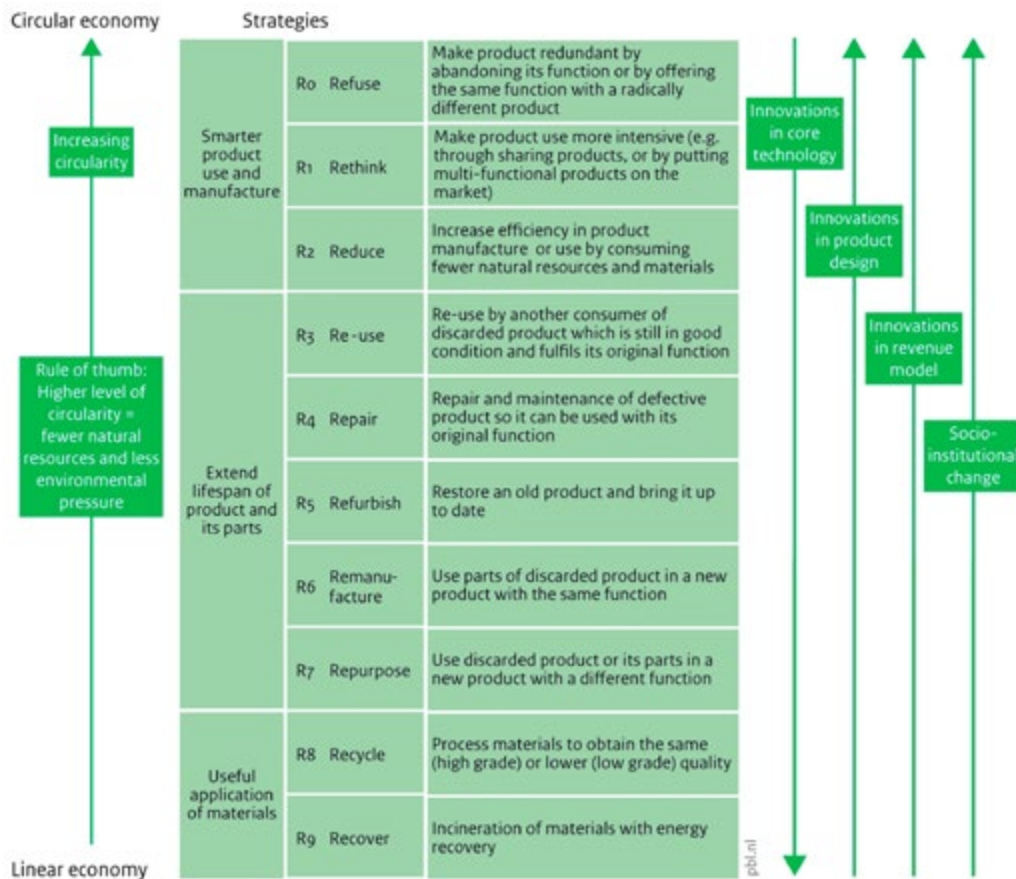 Circular economy
Strategies
Increasing
circularity
Rule of thumb:
Higher level of
circularity =
fewer natural
resources and less
environmental
pressure
Linear economy
Smarter
product
use and
manufacture
Ro Refuse
Make product redundant by
abandoning its function or by offering
the same function with a radically
different product
R1 Rethink
Make product use more intensive (e.g.
through sharing products, or by putting
multi-functional products on the
market)
R2 Reduce
Increase efficiency in product
manufacture or use by consuming
fewer natural resources and materials
Extend
lifespan of
product and
its parts
R3 Re-use
Re-use by another consumer of
discarded product which is still in good
condition and fulfils its original function
R4 Repair
Repair and maintenance of defective
product so it can be used with its
original function
R5 Refurbish
Restore an old product and bring it up
to date
R6 Remanu-
facture
Use parts of discarded product in a new
product with the same function
R7 Repurpose
Use discarded product or its parts in a
new product with a different function
Useful
application
of materials
R8 Recycle
Process materials to obtain the same
(high grade) or lower (low grade) quality
R9 Recover
Incineration of materials with energy
recovery
pbl.nl
Innovations
in core
technology
Innovations
in product
design
Innovations
in revenue
model
Socio-
institutional
change